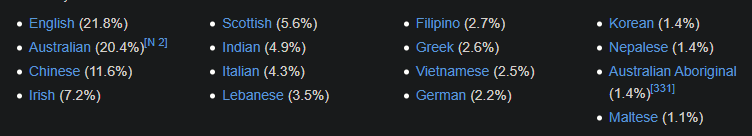 English (21.8%)
Australian (20.4%)[N 2]
Chinese (11.6%)
Irish (7.2%)
Scottish (5.6%)
Indian (4.9%)
Italian (4.3%)
Lebanese (3.5%)
Filipino (2.7%)
Greek (2.6%)
Vietnamese (2.5%)
German (2.2%)
Korean (1.4%)
Nepalese (1.4%)
Australian Aboriginal
(1.4%)[331]
Maltese (1.1%)